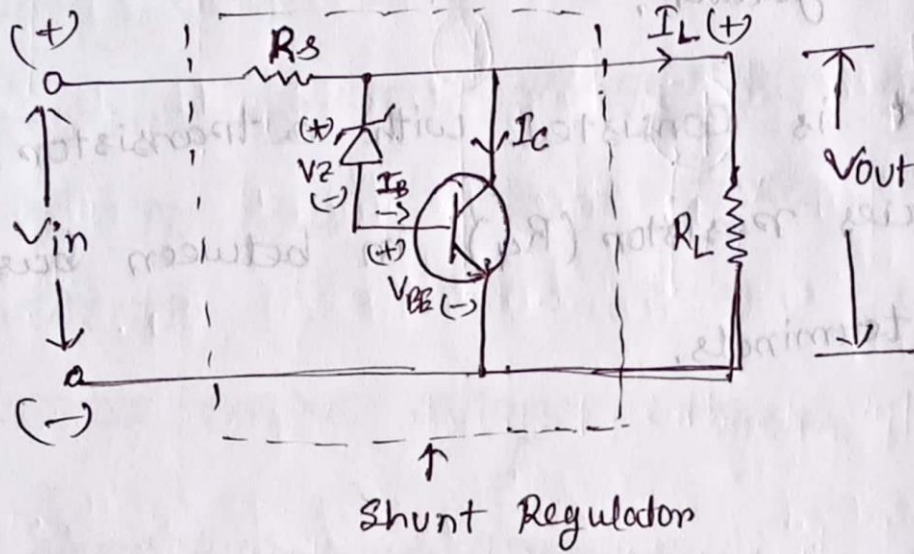 (+)
Rs
IL (+)
(+)
VZ
(-)
IB
IC
Vin
(+)
VBE (-)
RL
Vout
(-)
Shunt Regulator